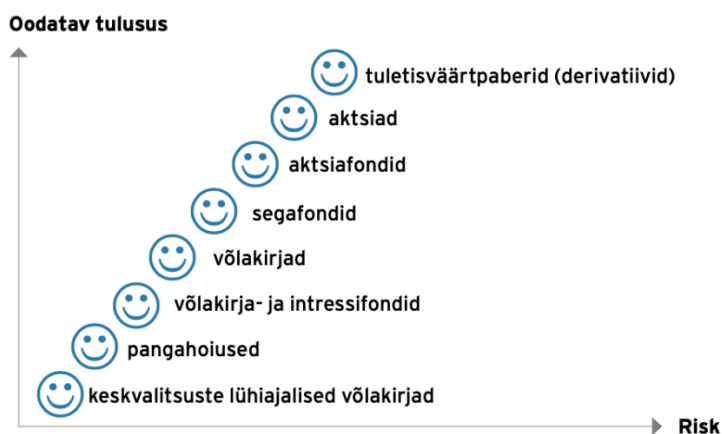 Oodatav tulusus
tuletisväärtpaberid (derivatiivid)
aktsiad
aktsiafondid
segafondid
võlakirjad
võlakirja- ja intressifondid
pangahoiused
keskvalitsuste lühiajalised võlakirjad
Risk